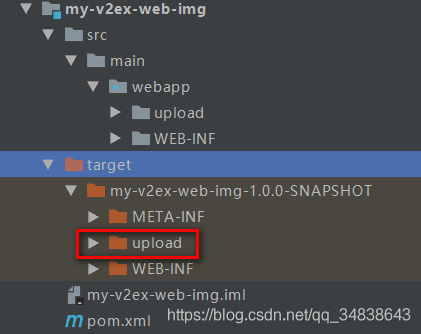 my-v2ex-web-img
src
main
webapp
upload
WEB-INF
target
my-v2ex-web-img-1.0.0-SNAPSHOT
META-INF
upload
WEB-INF
my-v2ex-web-img.iml
pom.xml
https://blog.csdn.net/qq_34838643